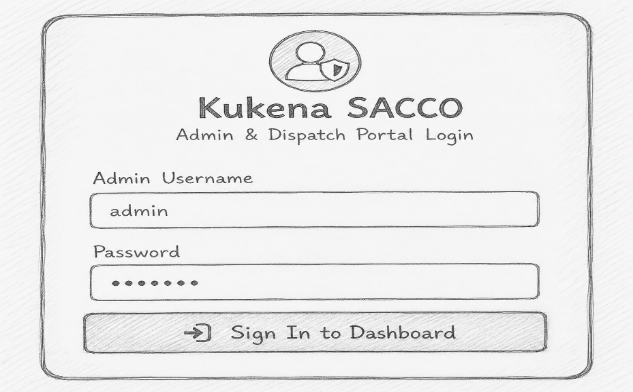 Kukena SACCO
Admin & Dispatch Portal Login
Admin Username
admin
Password
•••••••
Sign In to Dashboard